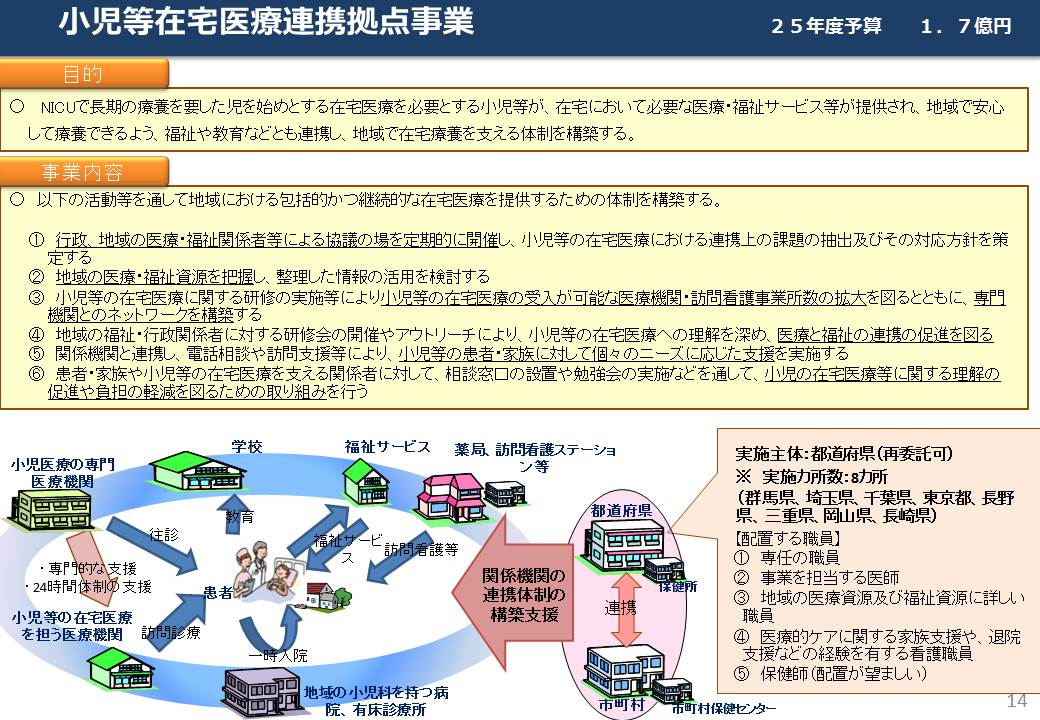 小児等在宅医療連携拠点事業
２５年度予算　　１．７億円
目的
○　NICUで長期の療養を要した児を始めとする在宅医療を必要とする小児等が、在宅において必要な医療・福祉サービス等が提供され、地域で安心
して療養できるよう、福祉や教育などとも連携し、地域で在宅療養を支える体制を構築する。
事業内容
○　以下の活動等を通して地域における包括的かつ継続的な在宅医療を提供するための体制を構築する。
①　行政、地域の医療・福祉関係者等による協議の場を定期的に開催し、小児等の在宅医療における連携上の課題の抽出及びその対応方針を策
定する
②　地域の医療・福祉資源を把握し、整理した情報の活用を検討する
③　小児等の在宅医療に関する研修の実施等により小児等の在宅医療の受入が可能な医療機関・訪問看護事業所数の拡大を図るとともに、専門
機関とのネットワークを構築する
④　地域の福祉・行政関係者に対する研修会の開催やアウトリーチにより、小児等の在宅医療への理解を深め、医療と福祉の連携の促進を図る
⑤　関係機関と連携し、電話相談や訪問支援等により、小児等の患者・家族に対して個々のニーズに応じた支援を実施する
⑥　患者・家族や小児等の在宅医療を支える関係者に対して、相談窓口の設置や勉強会の実施などを通して、小児の在宅医療等に関する理解の
促進や負担の軽減を図るための取り組みを行う
小児医療の専門
医療機関
学校
福祉サービス
薬局、訪問看護ステーショ
ン等
往診
教育
福祉サービ
ス
訪問看護等
・専門的な支援
・24時間体制の支援
患者
小児等の在宅医療
を担う医療機関
訪問診療
一時入院
地域の小児科を持つ病
院、有床診療所
関係機関の
連携体制の
構築支援
都道府県
保健所
連携
市町村
市町村保健センター
実施主体：都道府県（再委託可）
※　実施カ所数：8カ所
（群馬県、埼玉県、千葉県、東京都、長野
県、三重県、岡山県、長崎県）
【配置する職員】
①　専任の職員
②　事業を担当する医師
③　地域の医療資源及び福祉資源に詳しい
職員
④　医療的ケアに関する家族支援や、退院
支援などの経験を有する看護職員
⑤　保健師（配置が望ましい）
14